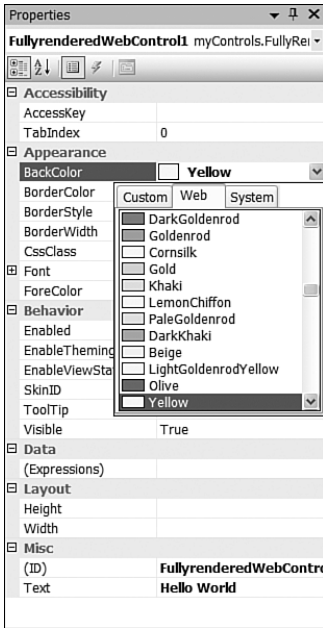 Properties
FullyrenderedWebControl1 myControls.FullyRe
Accessibility
AccessKey
TabIndex 0
Appearance
BackColor Yellow
BorderColor
BorderStyle
BorderWidth
CssClass
Font
ForeColor
Custom Web System
DarkGoldenrod
Goldenrod
Cornsilk
Gold
Khaki
LemonChiffon
PaleGoldenrod
DarkKhaki
Beige
LightGoldenrodYellow
Olive
Yellow
Behavior
Enabled
EnableTheming
EnableViewSta
SkinID
ToolTip
Visible True
Data
(Expressions)
Layout
Height
Width
Misc
(ID) FullyrenderedWebContro
Text Hello World